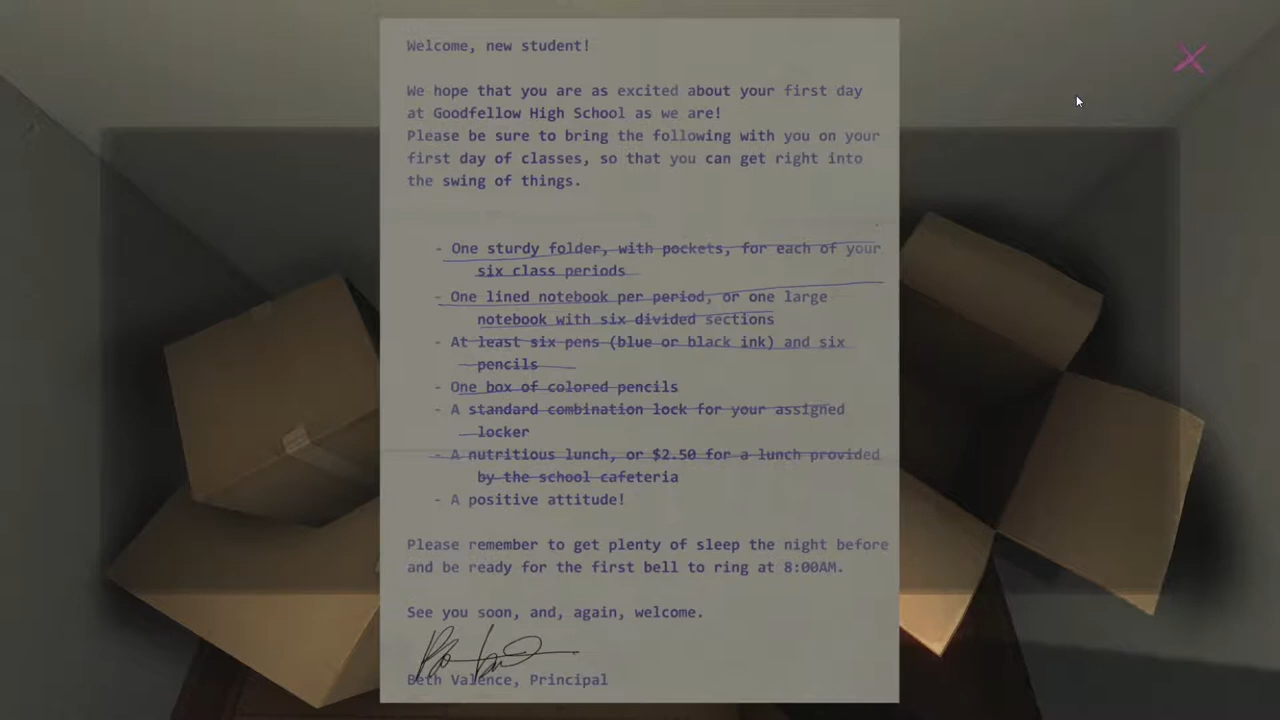 Welcome, new student!
We hope that you are as excited about your first day
at Goodfellow High School as we are!
Please be sure to bring the following with you on your
first day of classes, so that you can get right into
the swing of things.
- One sturdy folder, with pockets, for each of your
six class periods
- One lined notebook per period, or one large
notebook with six divided sections
- At least six pens (blue or black ink) and six
pencils
- One box of colored pencils
- A standard combination lock for your assigned
locker
- A nutritious lunch, or $2.50 for a lunch provided
by the school cafeteria
- A positive attitude!
Please remember to get plenty of sleep the night before
and be ready for the first bell to ring at 8:00AM.
See you soon, and, again, welcome.
Beth Valence, Principal